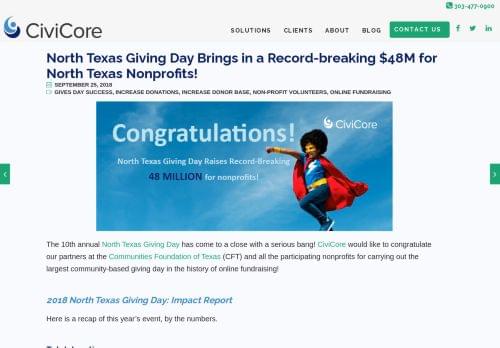 303-477-0900
CiviCore
SOLUTIONS CLIENTS ABOUT BLOG CONTACT US
North Texas Giving Day Brings in a Record-breaking $48M for
North Texas Nonprofits!
SEPTEMBER 25, 2018
GIVES DAY SUCCESS, INCREASE DONATIONS, INCREASE DONOR BASE, NON-PROFIT VOLUNTEERS, ONLINE FUNDRAISING
CiviCore
Congratulations!
North Texas Giving Day Raises Record-Breaking
48 MILLION for nonprofits!
The 10th annual North Texas Giving Day has come to a close with a serious bang! CiviCore would like to congratulate
our partners at the Communities Foundation of Texas (CFT) and all the participating nonprofits for carrying out the
largest community-based giving day in the history of online fundraising!
2018 North Texas Giving Day: Impact Report
Here is a recap of this year's event, by the numbers.